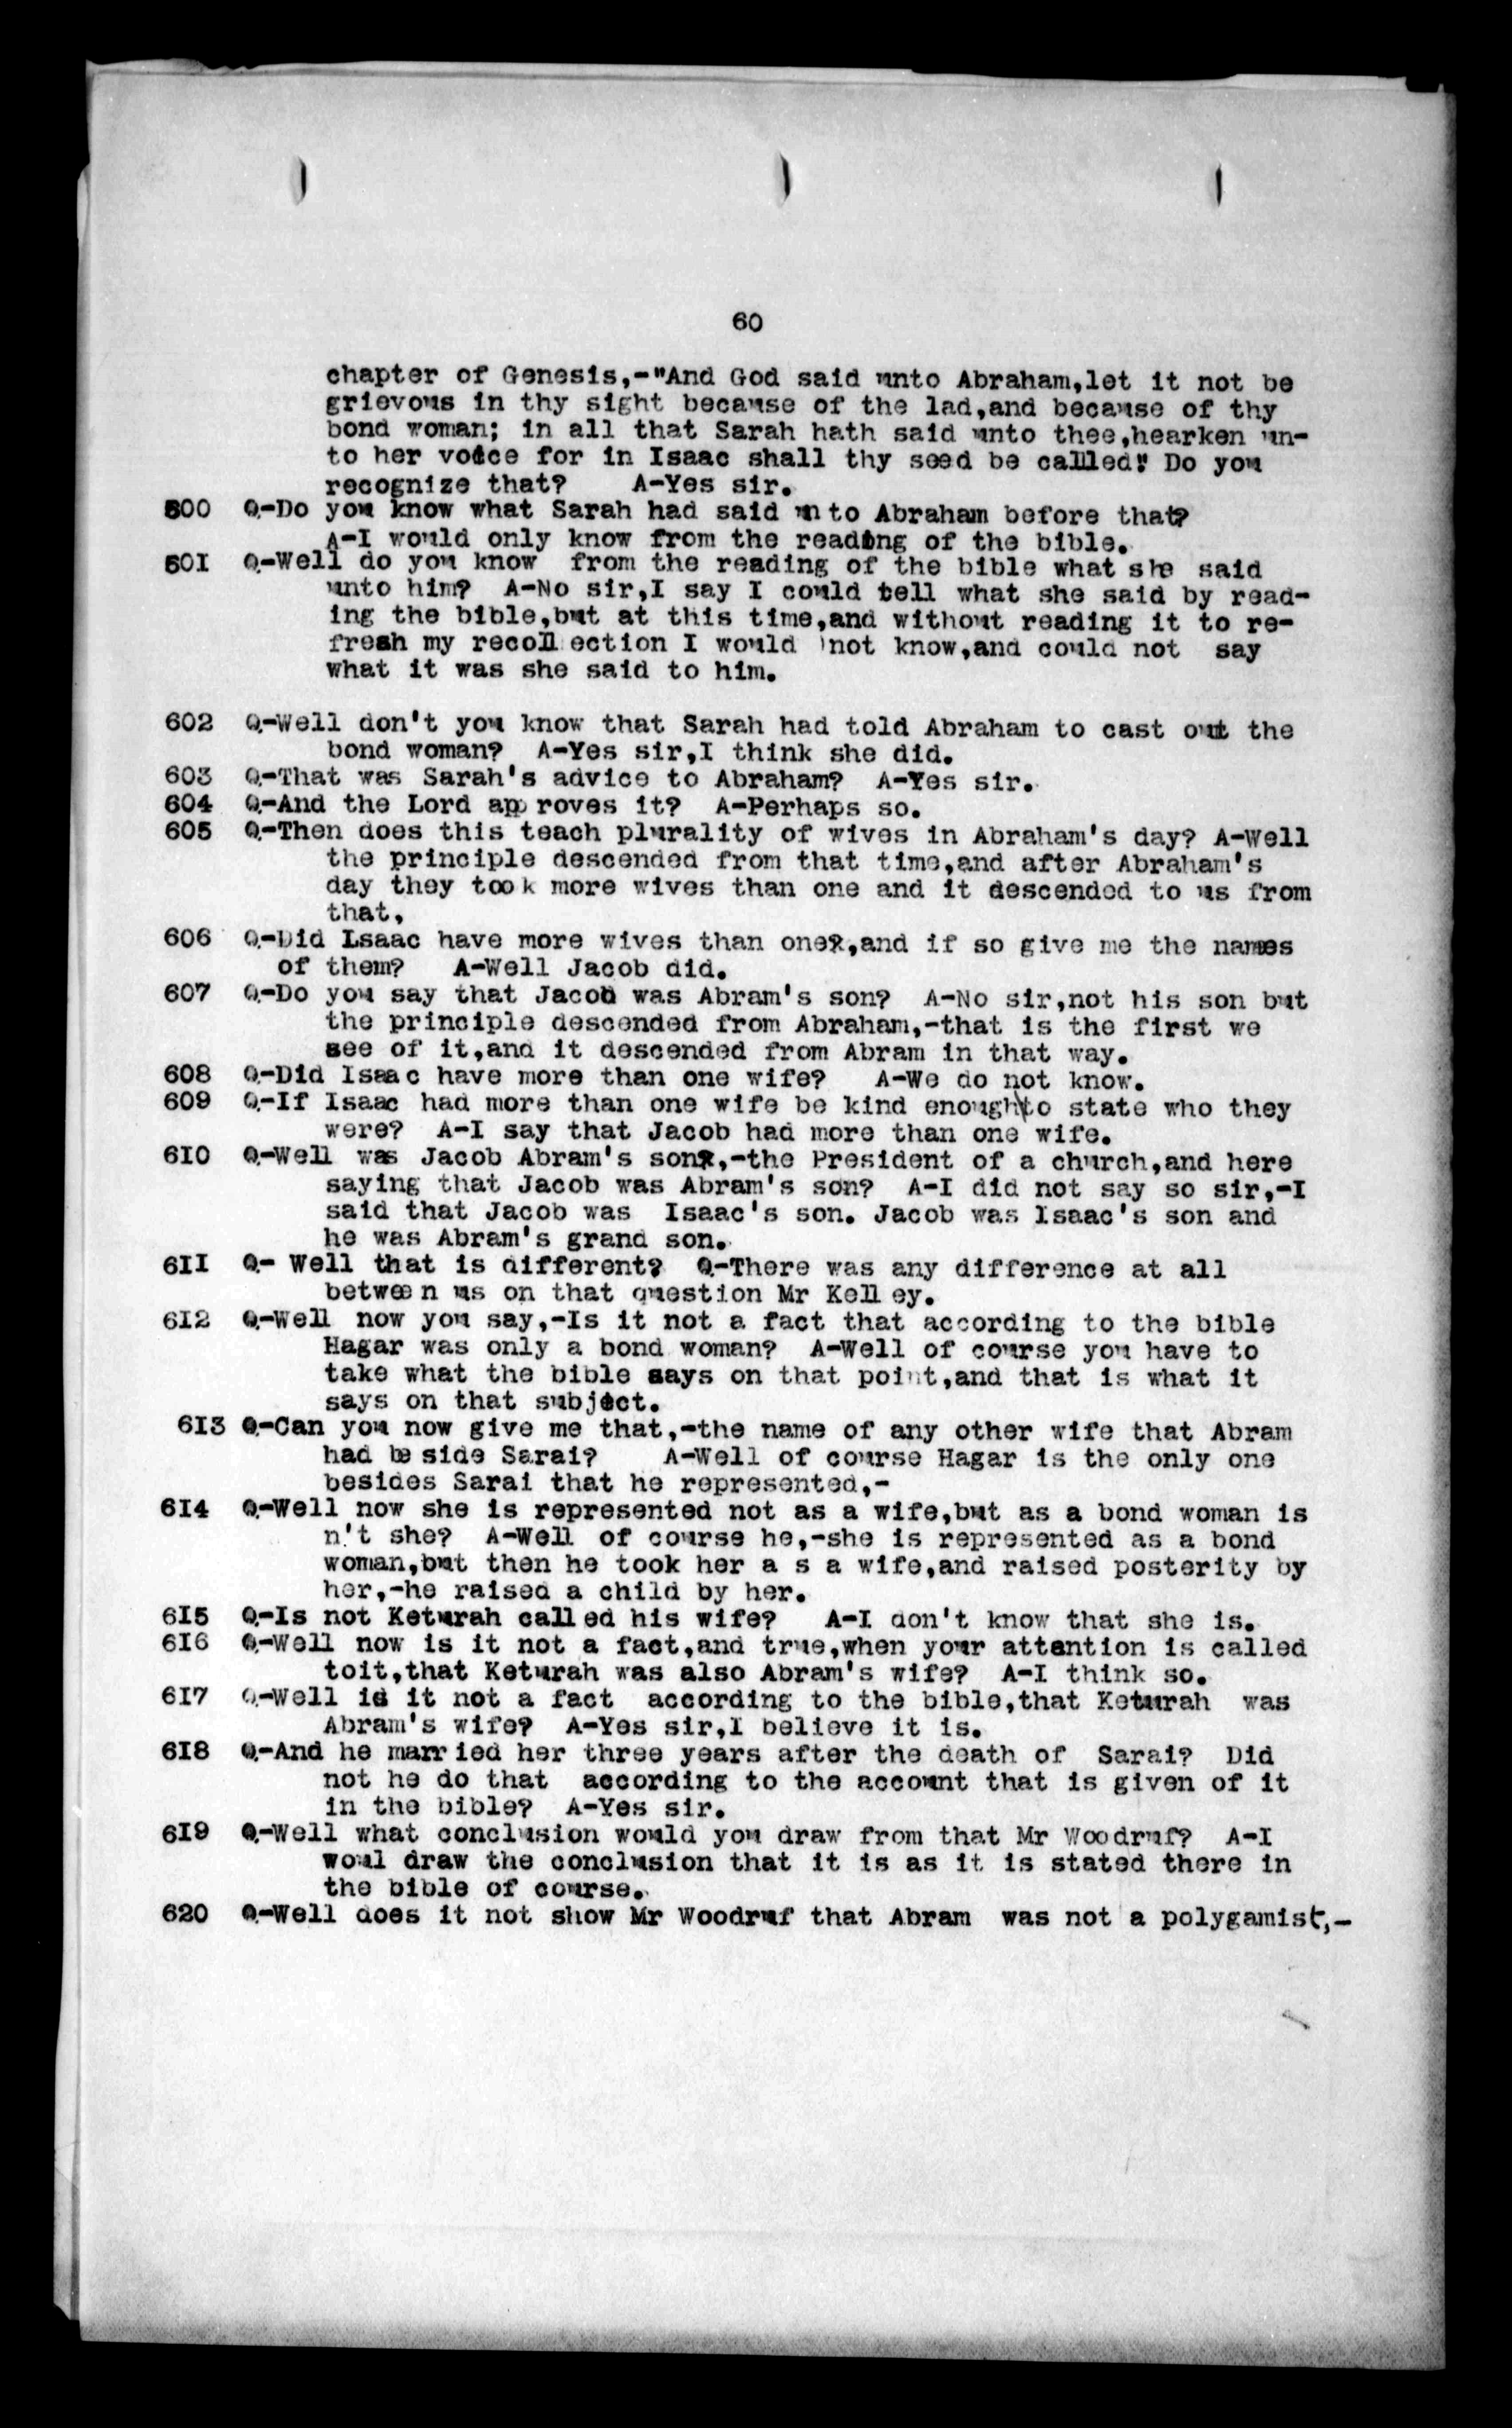 60
chapter of Genesis,-"And God said unto Abraham,let it not be
grievous in thy sight because of the lad,and because of thy
bond woman; in all that Sarah hath said unto thee,hearken un-
to her voice for in Isaac shall thy seed be called." Do you
recognize that? A-Yes sir.
500 Q-Do you know what Sarah had said unto Abraham before that?
A-I would only know from the reading of the bible.
501 Q-Well do you know from the reading of the bible what she said
unto him? A-No sir,I say I could tell what she said by read-
ing the bible,but at this time,and without reading it to re-
fresh my recollection I would not know,and could not say
what it was she said to him.
602 Q-Well don't you know that Sarah had told Abraham to cast out the
bond woman? A-Yes sir,I think she did.
603 Q-That was Sarah's advice to Abraham? A-Yes sir.
604 Q-And the Lord app roves it? A-Perhaps so.
605 Q-Then does this teach plurality of wives in Abraham's day? A-Well
the principle descended from that time,and after Abraham's
day they took more wives than one and it descended to us from
that.
606 Q-Did Isaac have more wives than one?,and if so give me the names
of them? A-Well Jacob did.
607 Q-Do you say that Jacob was Abram's son? A-No sir,not his son but
the principle descended from Abraham,-that is the first we
see of it,and it descended from Abram in that way.
608 Q-Did Isaac have more than one wife? A-We do not know.
609 Q-If Isaac had more than one wife be kind enough\to state who they
were? A-I say that Jacob had more than one wife.
610 Q-Well was Jacob Abram's son?,-the President of a church,and here
saying that Jacob was Abram's son? A-I did not say so sir,-I
said that Jacob was Isaac's son. Jacob was Isaac's son and
he was Abram's grand son.
611 Q- Well that is different? Q-There was any difference at all
between us on that question Mr Kelley.
612 Q-Well now you say,-Is it not a fact that according to the bible
Hagar was only a bond woman? A-Well of course you have to
take what the bible says on that point,and that is what it
says on that subject.
613 Q-Can you now give me that,-the name of any other wife that Abram
had beside Sarai? A-Well of course Hagar is the only one
besides Sarai that he represented,-
614 Q-Well now she is represented not as a wife,but as a bond woman is
n't she? A-Well of course he,-she is represented as a bond
woman,but then he took her a s a wife,and raised posterity by
her,-he raised a child by her.
615 Q-Is not Keturah called his wife? A-I don't know that she is.
616 Q-Well now is it not a fact,and true,when your attention is called
toit,that Keturah was also Abram's wife? A-I think so.
617 Q-Well is it not a fact according to the bible,that Keturah was
Abram's wife? A-Yes sir,I believe it is.
618 Q-And he married her three years after the death of Sarai? Did
not he do that according to the account that is given of it
in the bible? A-Yes sir.
619 Q-Well what conclusion would you draw from that Mr Woodruf? A-I
woul draw the conclusion that it is as it is stated there in
the bible of course.
620 Q-Well does it not show Mr Woodruf that Abram was not a polygamist,-